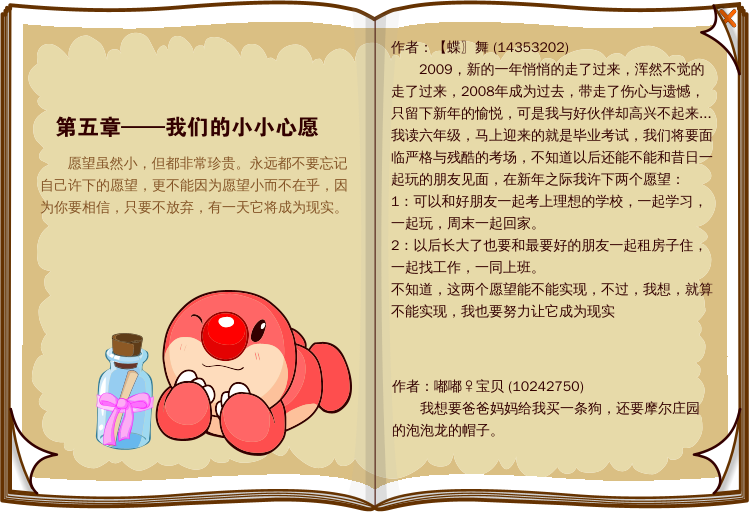 第五章——我们的小小心愿
愿望虽然小，但都非常珍贵。永远都不要忘记
自己许下的愿望，更不能因为愿望小而不在乎，因
为你要相信，只要不放弃，有一天它将成为现实。
作者：【蝶〗舞 (14353202)
2009，新的一年悄悄的走了过来，浑然不觉的
走了过来，2008年成为过去，带走了伤心与遗憾，
只留下新年的愉悦，可是我与好伙伴却高兴不起来...
我读六年级，马上迎来的就是毕业考试，我们将要面
临严格与残酷的考场，不知道以后还能不能和昔日一
起玩的朋友见面，在新年之际我许下两个愿望：
1：可以和好朋友一起考上理想的学校，一起学习，
一起玩，周末一起回家。
2：以后长大了也要和最要好的朋友一起租房子住，
一起找工作，一同上班。
不知道，这两个愿望能不能实现，不过，我想，就算
不能实现，我也要努力让它成为现实
作者：嘟嘟♀宝贝 (10242750)
我想要爸爸妈妈给我买一条狗，还要摩尔庄园
的泡泡龙的帽子。